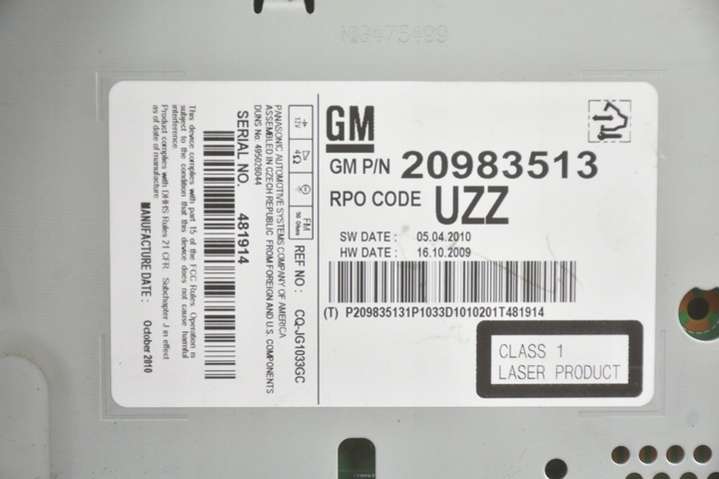 GM
GM P/N 20983513
RPO CODE UZZ
SW DATE : 05.04.2010
HW DATE : 16.10.2009
(T) P209835131P1033D1010201T481914
CLASS 1
LASER PRODUCT
12V
4Ω
FM
REF NO : CQ-JG1033GC
PANASONIC AUTOMOTIVE SYSTEMS COMPANY OF AMERICA
ASSEMBLED IN CZECH REPUBLIC FROM FOREIGN AND U.S. COMPONENTS
DUNS No. 495026044
SERIAL NO. 481914
This device complies with part 15 of the FCC Rules. Operation is
subject to the condition that this device does not cause harmful
interference.
Product complies with DHHS Rules 21 CFR. Subchapter J in effect
as of date of manufacture.
MANUFACTURE DATE : October 2010